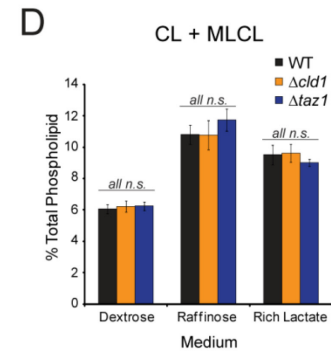 D
CL + MLCL
WT
Δcld1
Δtaz1
% Total Phospholipid
14
12
10
8
6
4
2
0
all n.s.
all n.s.
all n.s.
Dextrose Raffinose Rich Lactate
Medium